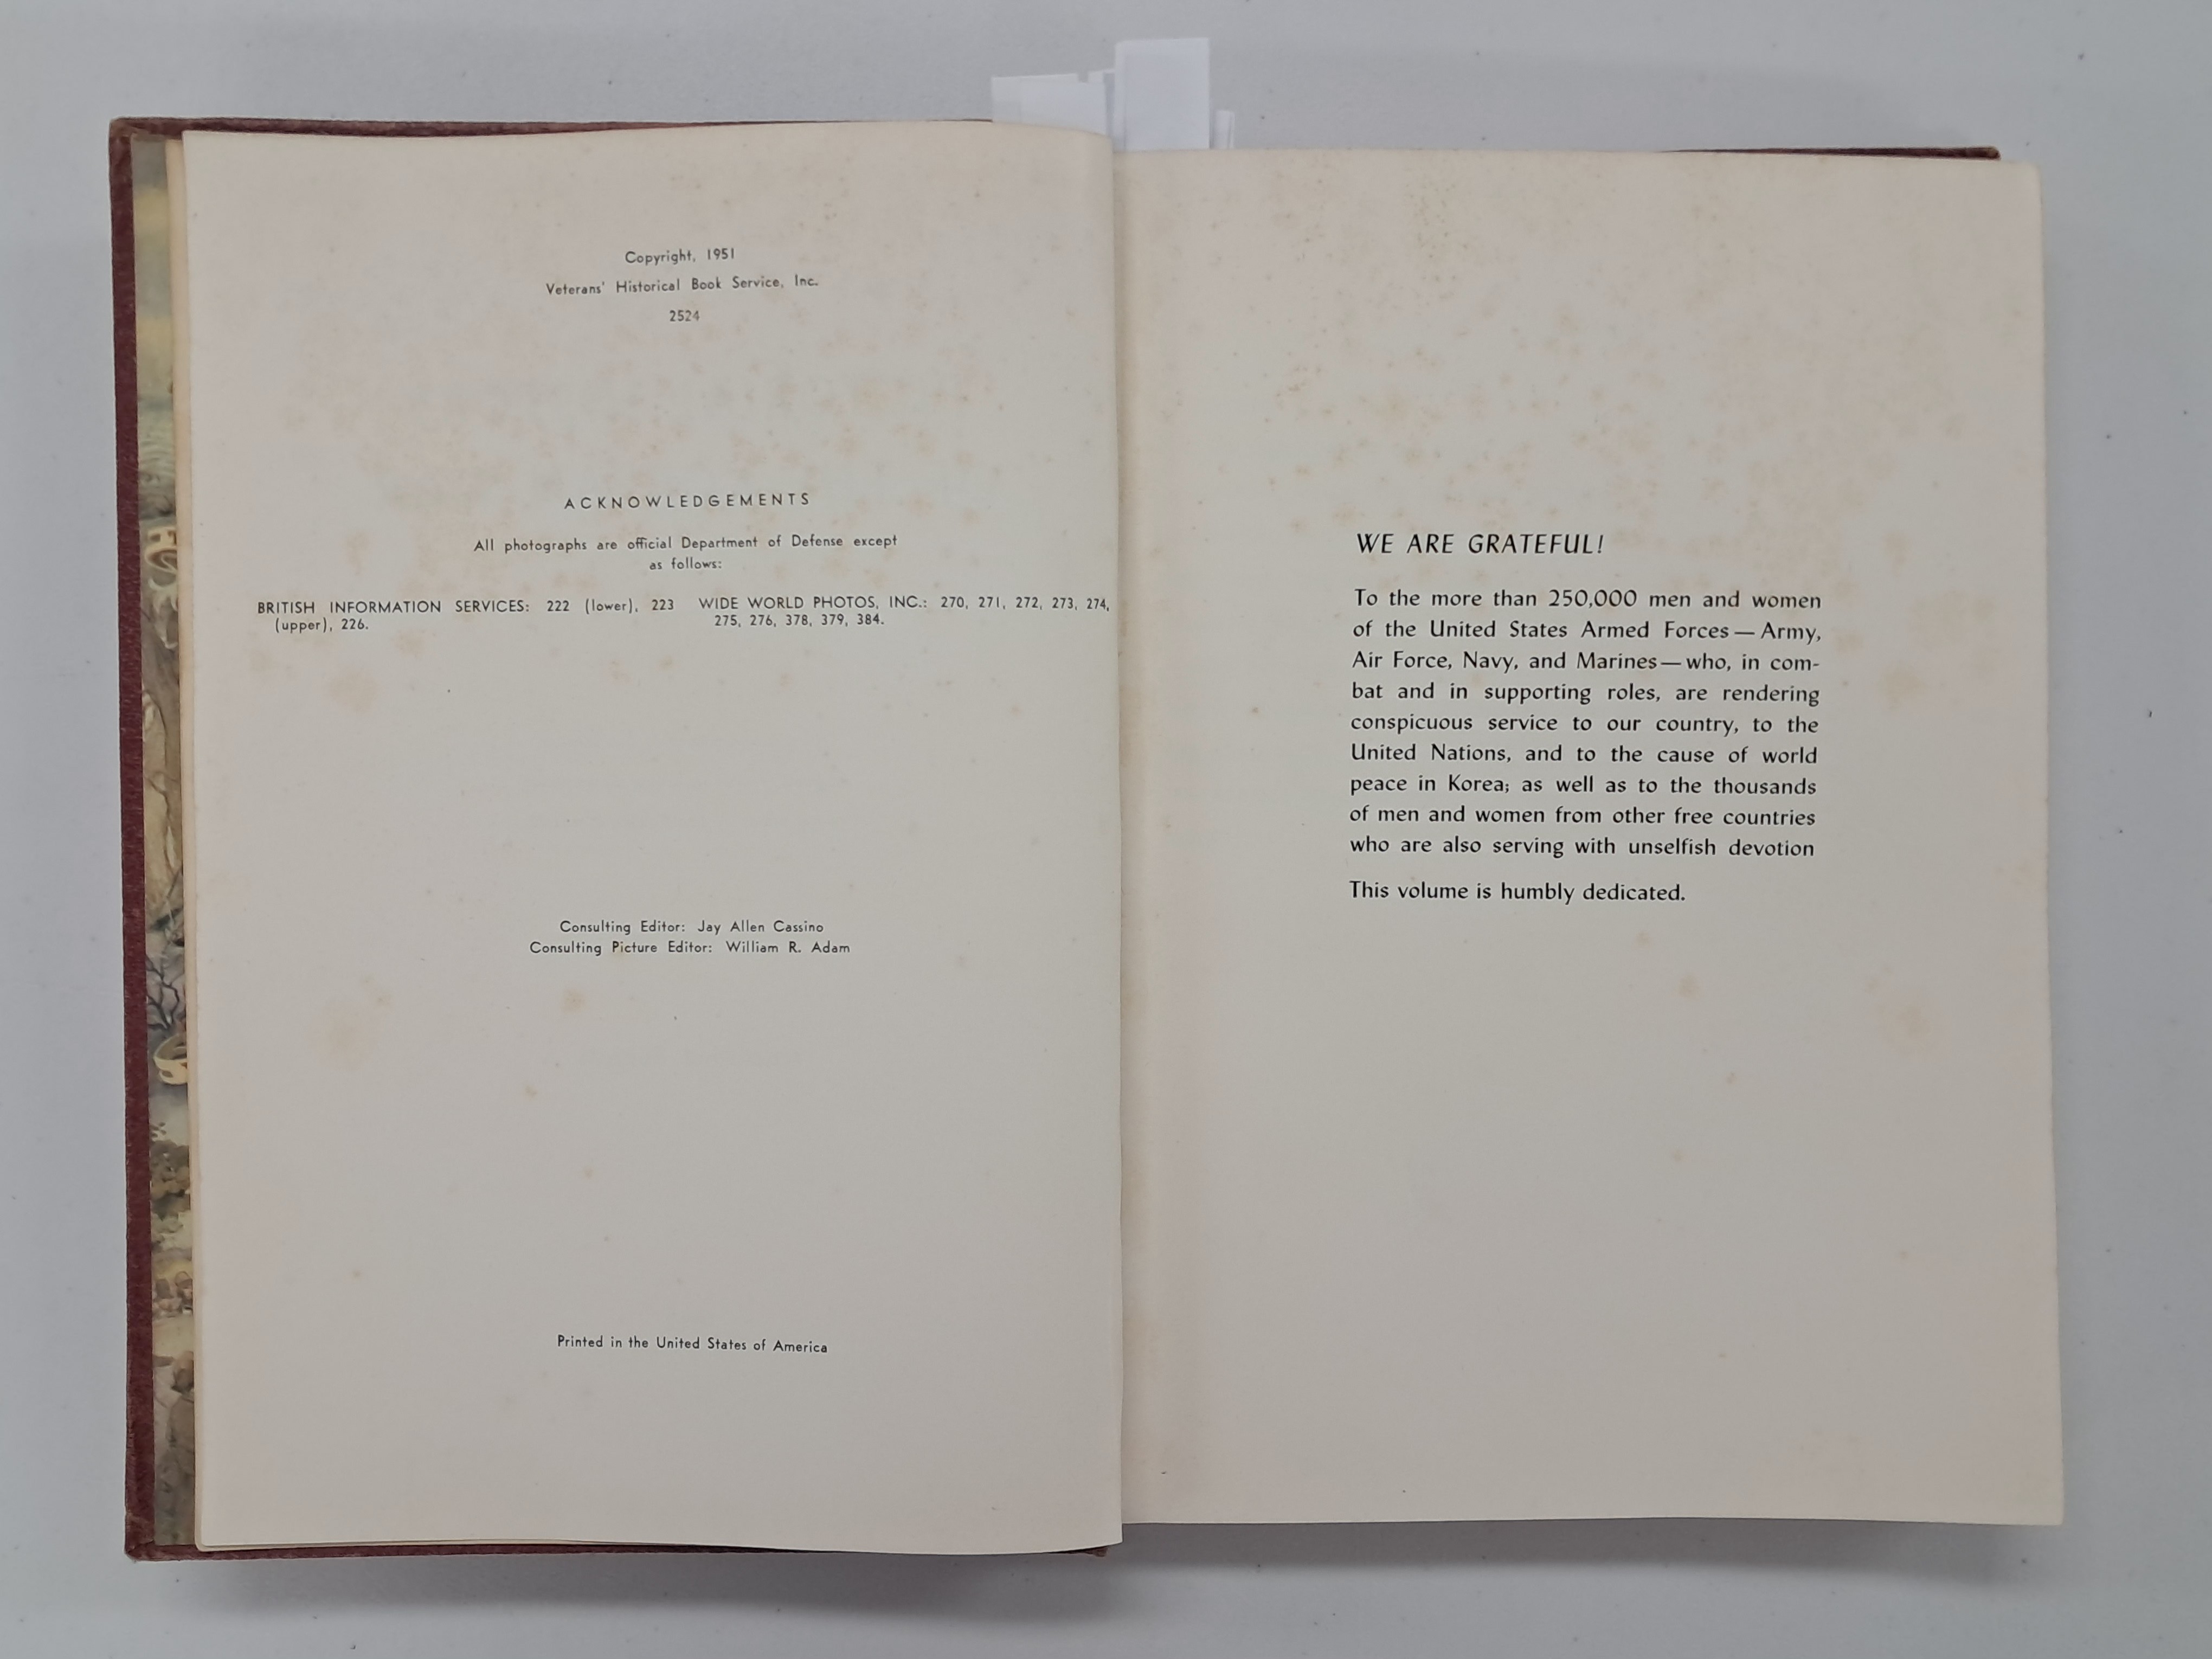 Copyright, 1951
Veterans' Historical Book Service, Inc.
2524
ACKNOWLEDGEMENTS
All photographs are official Department of Defense except
as follows:
BRITISH INFORMATION SERVICES: 222 (lower), 223
(upper), 226.
WIDE WORLD PHOTOS, INC.: 270, 271, 272, 273, 274,
275, 276, 378, 379, 384.
Consulting Editor: Jay Allen Cassino
Consulting Picture Editor: William R. Adam
Printed in the United States of America
WE ARE GRATEFUL!
To the more than 250,000 men and women
of the United States Armed Forces — Army,
Air Force, Navy, and Marines — who, in com-
bat and in supporting roles, are rendering
conspicuous service to our country, to the
United Nations, and to the cause of world
peace in Korea; as well as to the thousands
of men and women from other free countries
who are also serving with unselfish devotion
This volume is humbly dedicated.